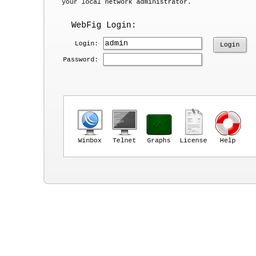 your local network administrator.
WebFig Login:
Login: admin
Login
Password:
Winbox Telnet Graphs License Help